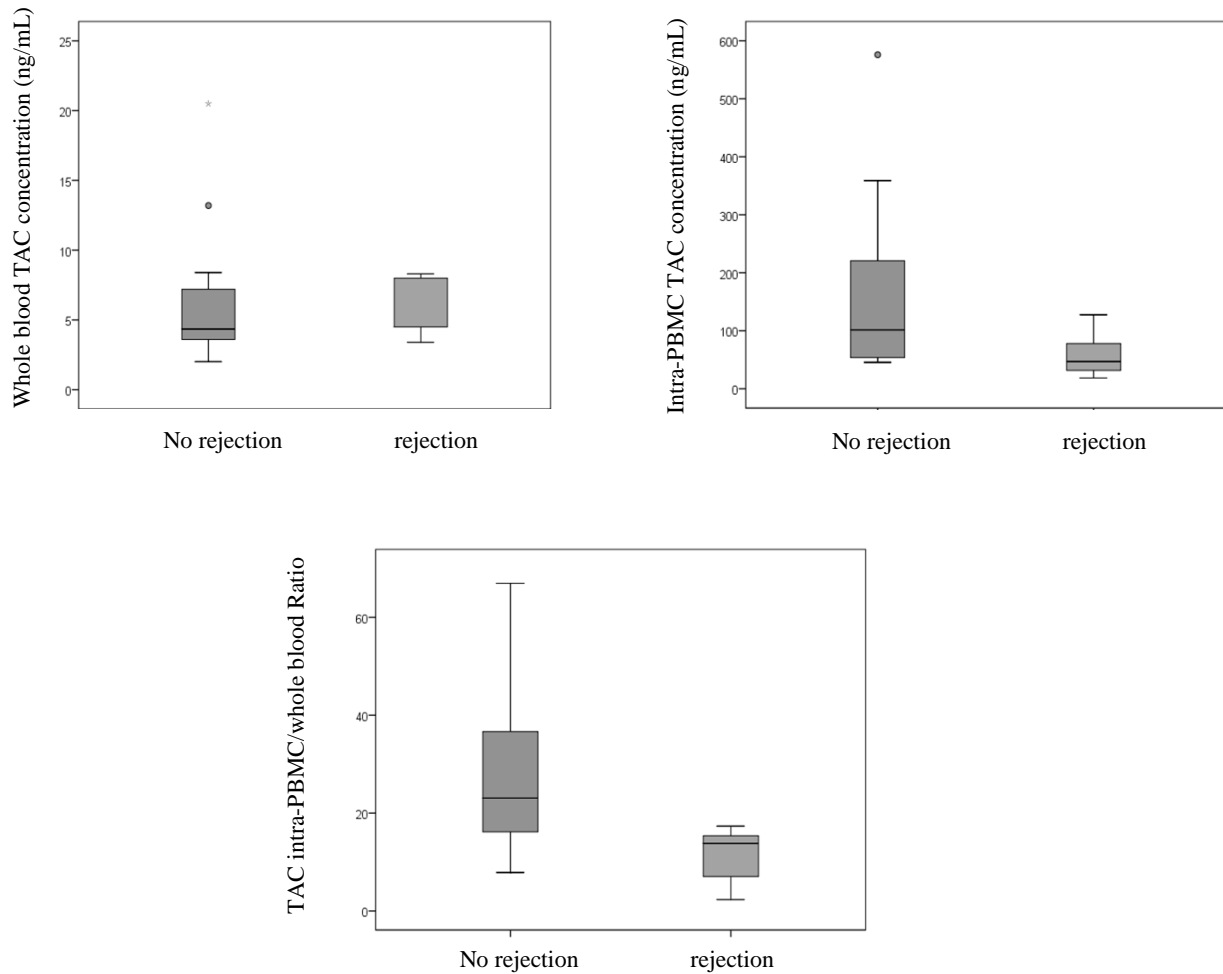 Whole blood TAC concentration (ng/mL)
25
20
15
10
5
0
No rejection
rejection
Intra-PBMC TAC concentration (ng/mL)
600
500
400
300
200
100
0
No rejection
rejection
TAC intra-PBMC/whole blood Ratio
60
40
20
0
No rejection
rejection